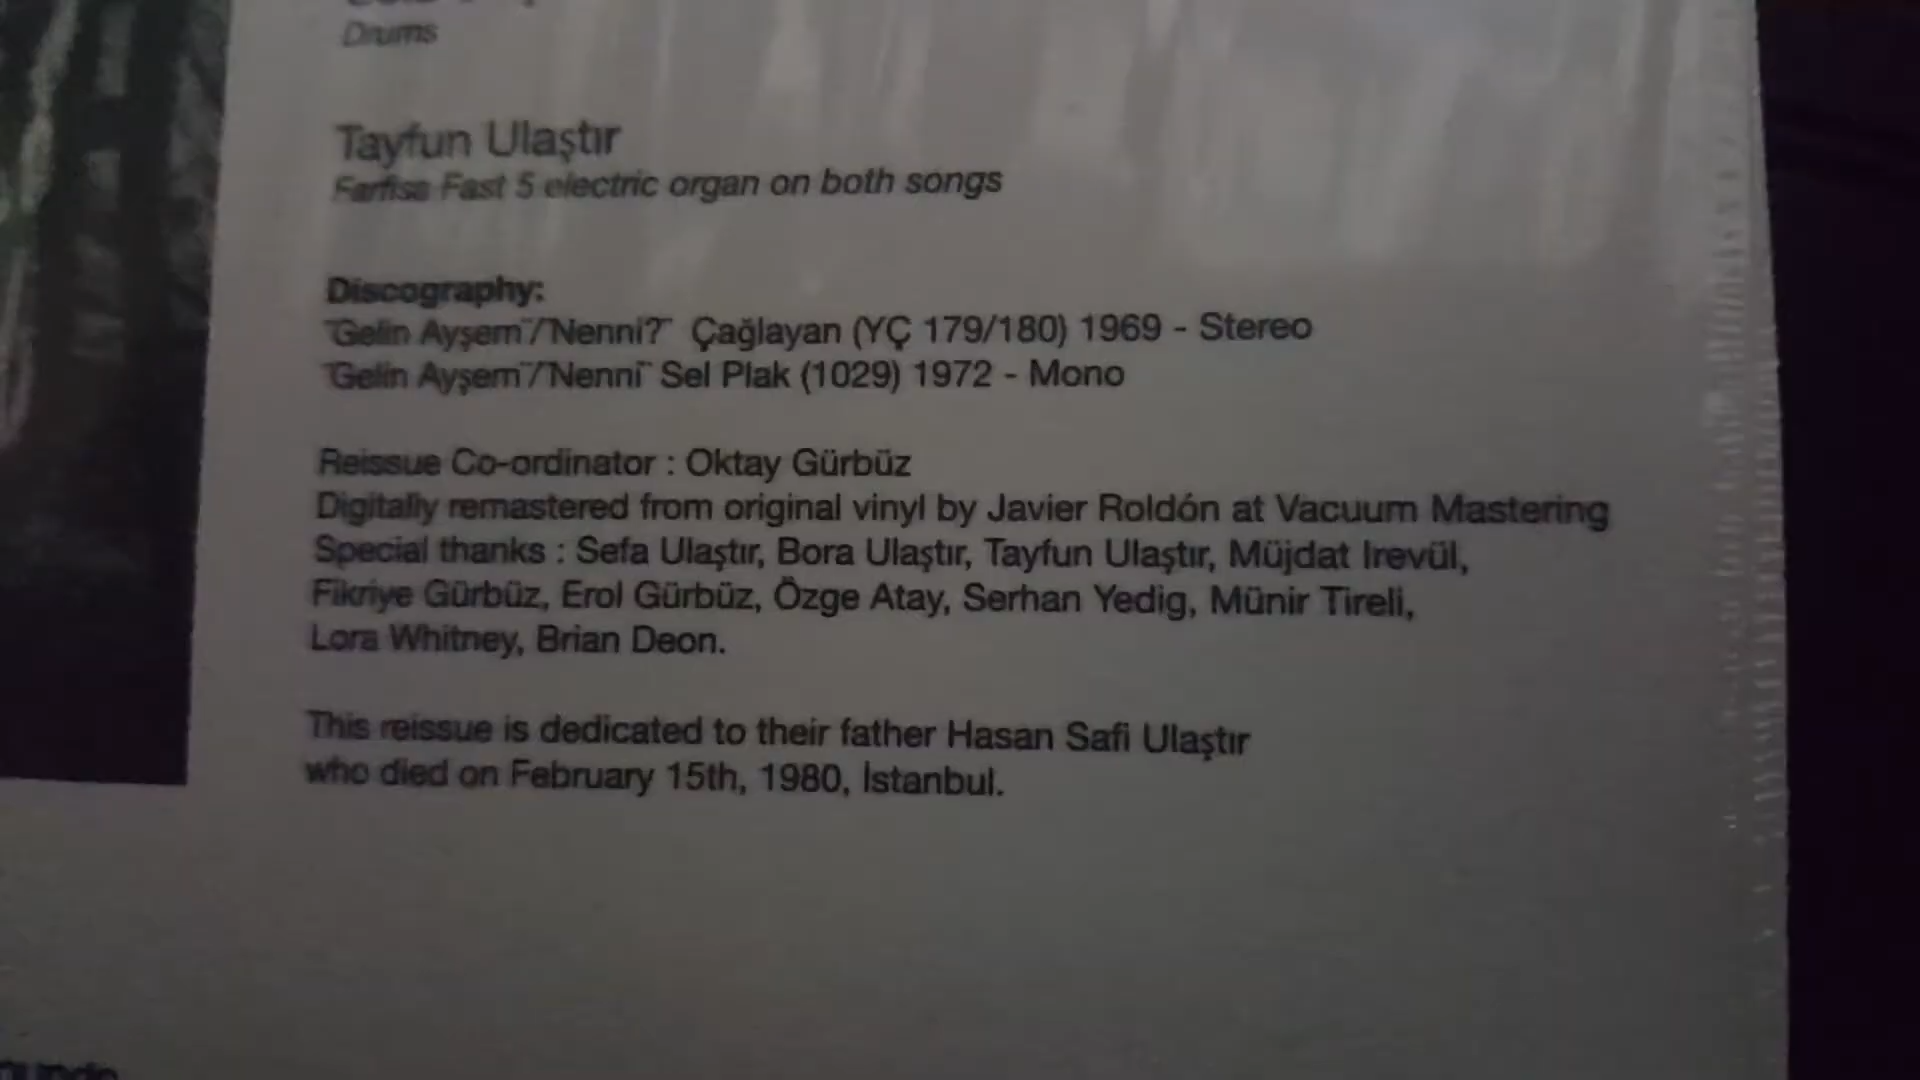 Drums
Tayfun Ulaştır
Farfisa Fast 5 electric organ on both songs
Discography:
"Gelin Ayşem"/"Nenni?" Çağlayan (YÇ 179/180) 1969 - Stereo
"Gelin Ayşem"/"Nenni" Sel Plak (1029) 1972 - Mono
Reissue Co-ordinator : Oktay Gürbüz
Digitally remastered from original vinyl by Javier Roldón at Vacuum Mastering
Special thanks : Sefa Ulaştır, Bora Ulaştır, Tayfun Ulaştır, Müjdat Irevül,
Fikriye Gürbüz, Erol Gürbüz, Özge Atay, Serhan Yedig, Münir Tireli,
Lora Whitney, Brian Deon.
This reissue is dedicated to their father Hasan Safi Ulaştır
who died on February 15th, 1980, İstanbul.